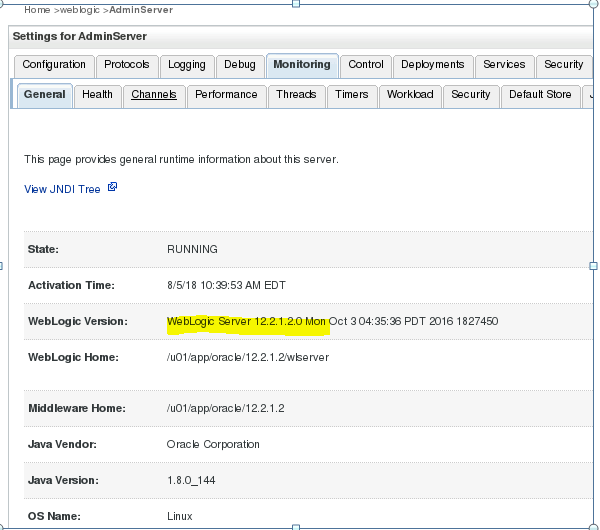 Home >weblogic >AdminServer
Settings for AdminServer
Configuration Protocols Logging Debug Monitoring Control Deployments Services Security
General Health Channels Performance Threads Timers Workload Security Default Store
This page provides general runtime information about this server.
View JNDI Tree
State: RUNNING
Activation Time: 8/5/18 10:39:53 AM EDT
WebLogic Version: WebLogic Server 12.2.1.2.0 Mon Oct 3 04:35:36 PDT 2016 1827450
WebLogic Home: /u01/app/oracle/12.2.1.2/wlserver
Middleware Home: /u01/app/oracle/12.2.1.2
Java Vendor: Oracle Corporation
Java Version: 1.8.0_144
OS Name: Linux